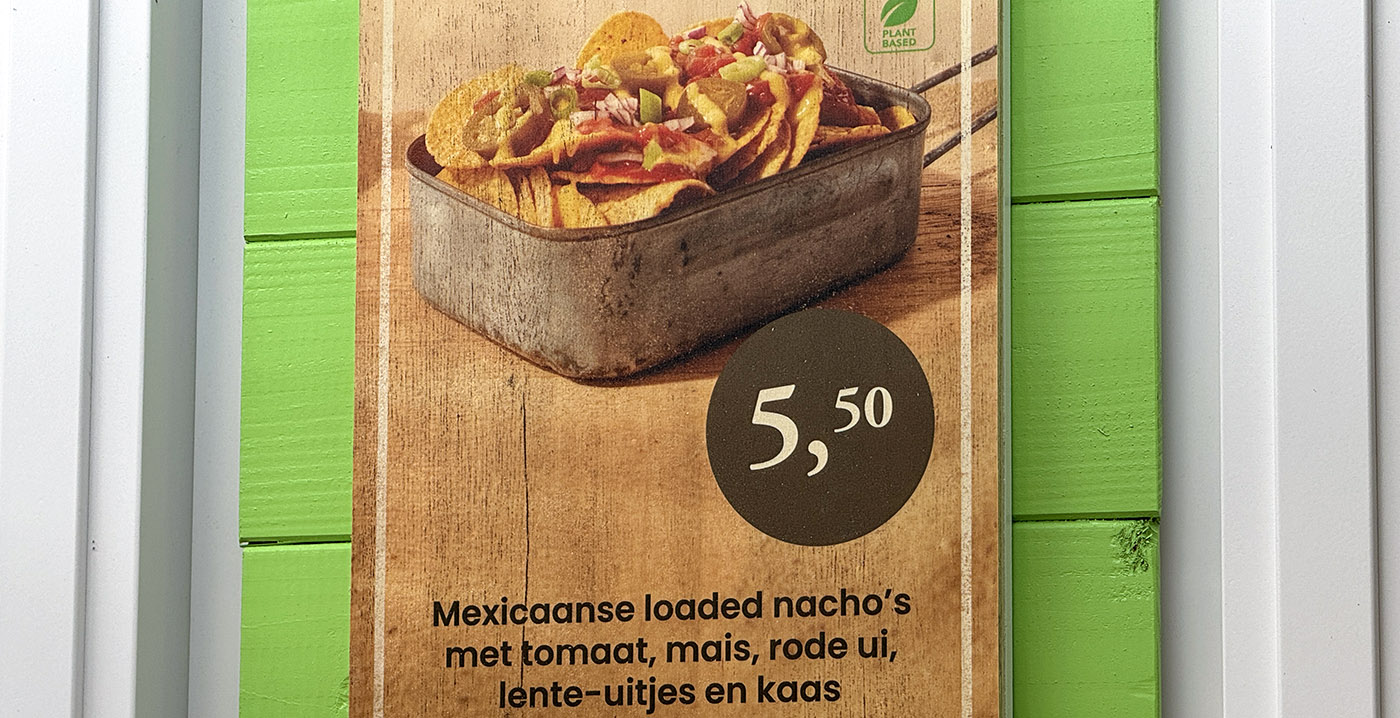 PLANT
BASED
5,50
Mexicaanse loaded nacho's
met tomaat, mais, rode ui,
lente-uitjes en kaas